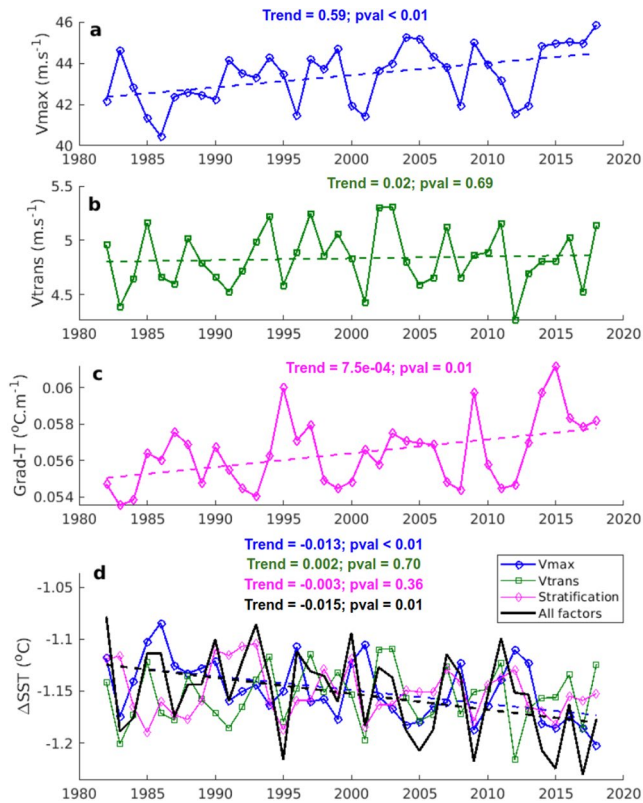 Trend = 0.59; pval < 0.01
a
46
44
42
40
Vmax (m.s⁻¹)
1980 1985 1990 1995 2000 2005 2010 2015 2020
Trend = 0.02; pval = 0.69
b
5.5
5
4.5
Vtrans (m.s⁻¹)
1980 1985 1990 1995 2000 2005 2010 2015 2020
Trend = 7.5e-04; pval = 0.01
c
0.06
0.058
0.056
0.054
Grad-T (°C.m⁻¹)
1980 1985 1990 1995 2000 2005 2010 2015 2020
Trend = -0.013; pval < 0.01
Trend = 0.002; pval = 0.70
Trend = -0.003; pval = 0.36
Trend = -0.015; pval = 0.01
d
Vmax
Vtrans
Stratification
All factors
-1.05
-1.1
-1.15
-1.2
ΔSST (°C)
1980 1985 1990 1995 2000 2005 2010 2015 2020